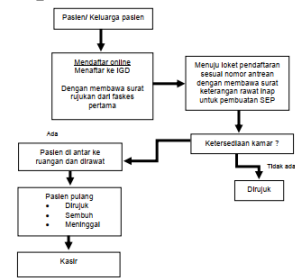 Pasien/ Keluarga pasien
Mendaftar online
Menaftar ke IGD
Dengan membawa surat
rujukan dari faskes
pertama
Menuju loket pendaftaran
sesuai nomor antrean
dengan membawa surat
keterangan rawat inap
untuk pembuatan SEP
Ketersediaan kamar ?
Ada
Tidak ada
Pasien di antar ke
ruangan dan dirawat
Dirujuk
Pasien pulang
• Dirujuk
• Sembuh
• Meninggal
Kasir